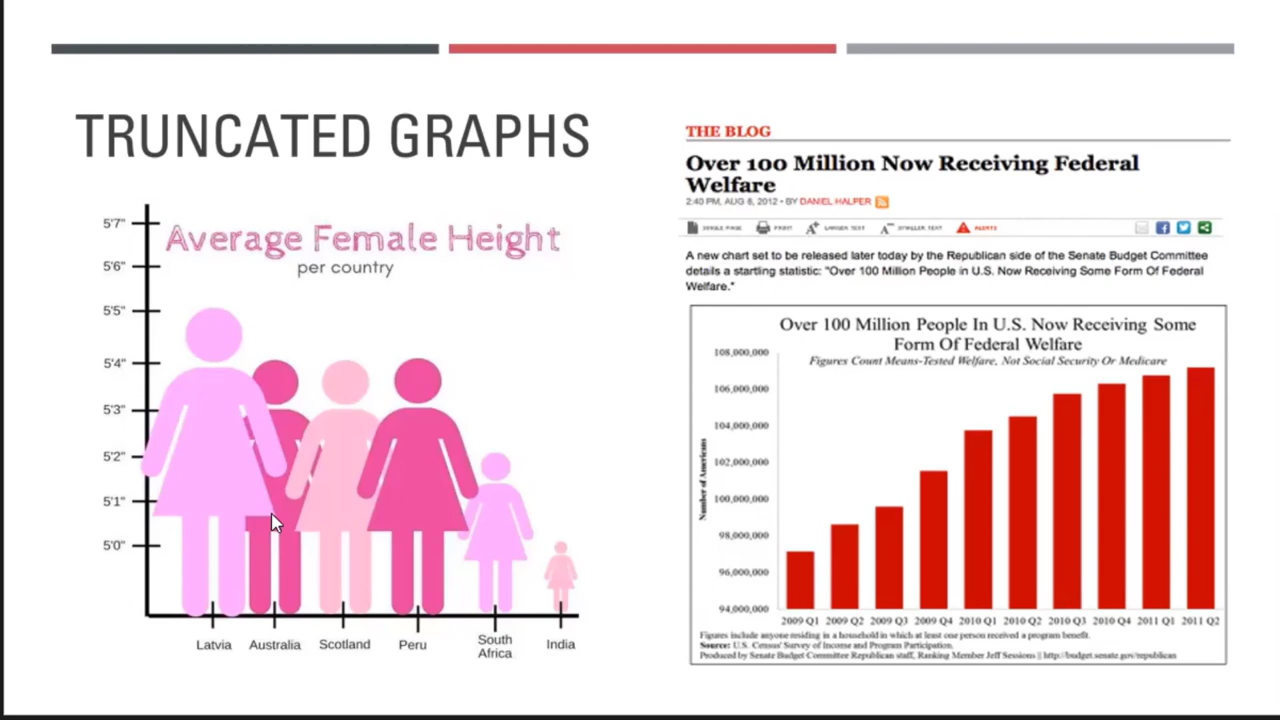 TRUNCATED GRAPHS
Average Female Height
per country
5'7"
5'6"
5'5"
5'4"
5'3"
5'2"
5'1"
5'0"
Latvia
Australia
Scotland
Peru
South
Africa
India
THE BLOG
Over 100 Million Now Receiving Federal
Welfare
2:40 PM, AUG 8, 2012 • BY DANIEL HALPER
SINGLE PAGE
PRINT
LARGER TEXT
SMALLER TEXT
ALERTS
A new chart set to be released later today by the Republican side of the Senate Budget Committee
details a startling statistic: "Over 100 Million People in U.S. Now Receiving Some Form Of Federal
Welfare."
Over 100 Million People In U.S. Now Receiving Some
Form Of Federal Welfare
Figures Count Means-Tested Welfare, Not Social Security Or Medicare
Number of Americans
108,000,000
106,000,000
104,000,000
102,000,000
100,000,000
98,000,000
96,000,000
94,000,000
2009 Q1
2009 Q2
2009 Q3
2009 Q4
2010 Q1
2010 Q2
2010 Q3
2010 Q4
2011 Q1
2011 Q2
Figures include anyone residing in a household in which at least one person received a program benefit.
Source: U.S. Census' Survey of Income and Program Participation.
Produced by Senate Budget Committee Republican staff, Ranking Member Jeff Sessions || http://budget.senate.gov/republican